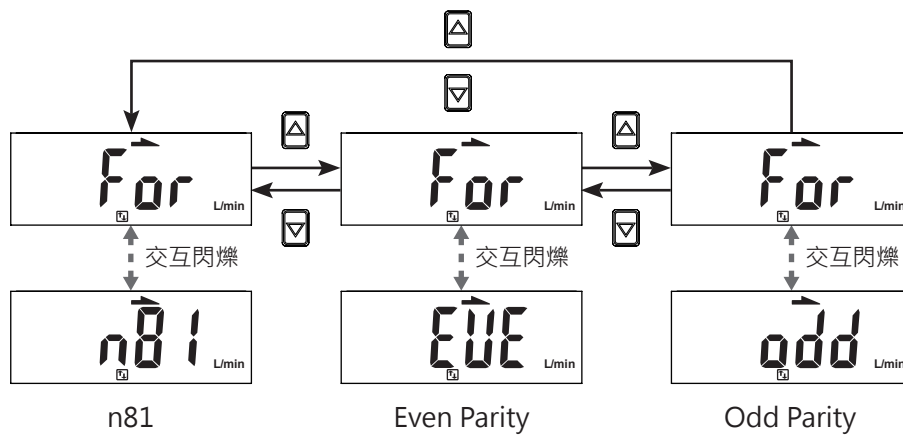 For L/min For L/min For L/min
交互閃爍 交互閃爍 交互閃爍
n81 L/min EUE L/min odd L/min
n81 Even Parity Odd Parity